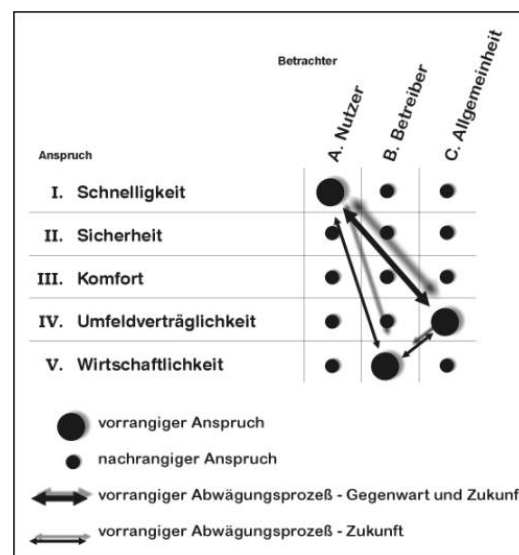 Betrachter
A. Nutzer
B. Betreiber
C. Allgemeinheit
Anspruch
I. Schnelligkeit
II. Sicherheit
III. Komfort
IV. Umfeldverträglichkeit
V. Wirtschaftlichkeit
vorrangiger Anspruch
nachrangiger Anspruch
vorrangiger Abwägungsprozeß - Gegenwart und Zukunf
vorrangiger Abwägungsprozeß - Zukunft